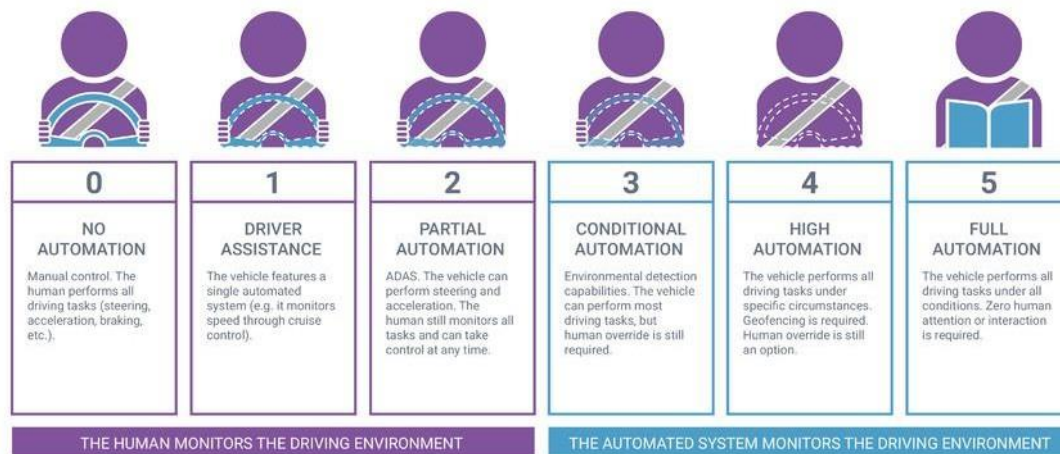 0
NO
AUTOMATION
Manual control. The
human performs all
driving tasks (steering,
acceleration, braking,
etc.).
1
DRIVER
ASSISTANCE
The vehicle features a
single automated
system (e.g. it monitors
speed through cruise
control).
2
PARTIAL
AUTOMATION
ADAS. The vehicle can
perform steering and
acceleration. The
human still monitors all
tasks and can take
control at any time.
3
CONDITIONAL
AUTOMATION
Environmental detection
capabilities. The vehicle
can perform most
driving tasks, but
human override is still
required.
4
HIGH
AUTOMATION
The vehicle performs all
driving tasks under
specific circumstances.
Geofencing is required.
Human override is still
an option.
5
FULL
AUTOMATION
The vehicle performs all
driving tasks under all
conditions. Zero human
attention or interaction
is required.
THE HUMAN MONITORS THE DRIVING ENVIRONMENT
THE AUTOMATED SYSTEM MONITORS THE DRIVING ENVIRONMENT